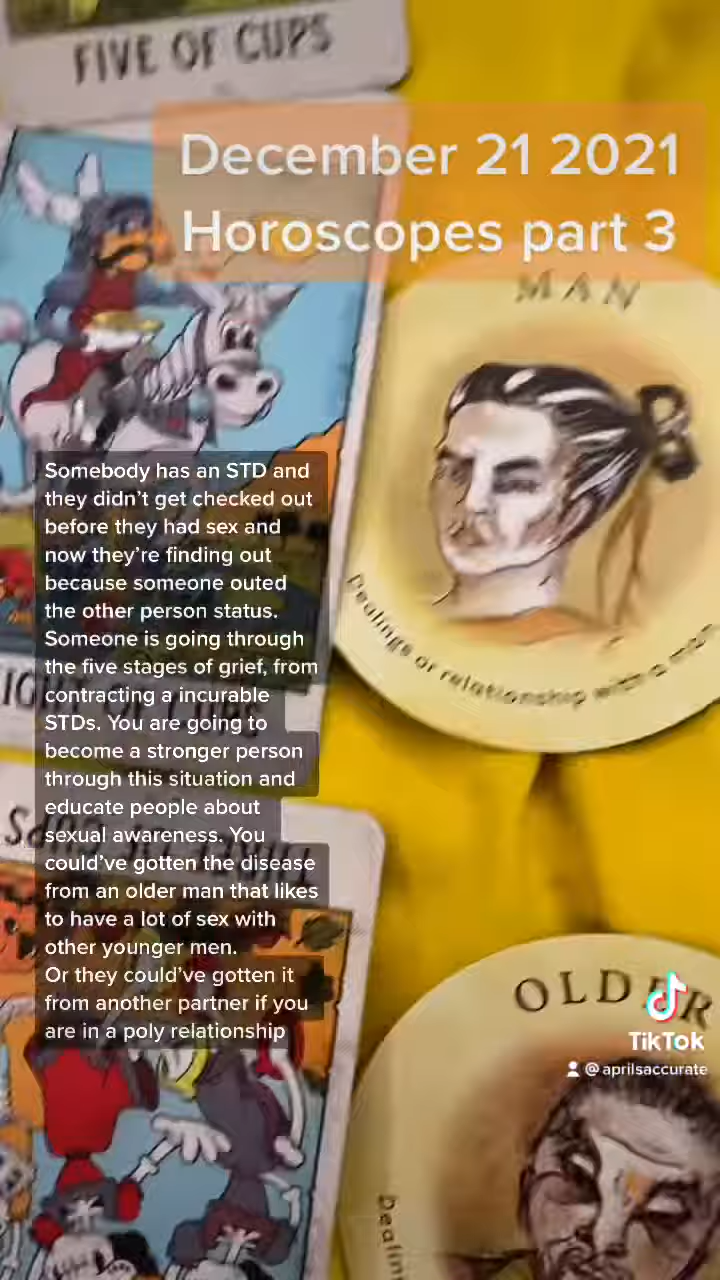 FIVE OF CUPS
December 21 2021
Horoscopes part 3
MAN
Somebody has an STD and
they didn't get checked out
before they had sex and
now they're finding out
because someone outed
the other person status.
Someone is going through
the five stages of grief, from
contracting a incurable
STDs. You are going to
become a stronger person
through this situation and
educate people about
sexual awareness. You
could've gotten the disease
from an older man that likes
to have a lot of sex with
other younger men.
Or they could've gotten it
from another partner if you
are in a poly relationship
Dealings or relationship with a man
OLDER
TikTok
@aprilsaccurate